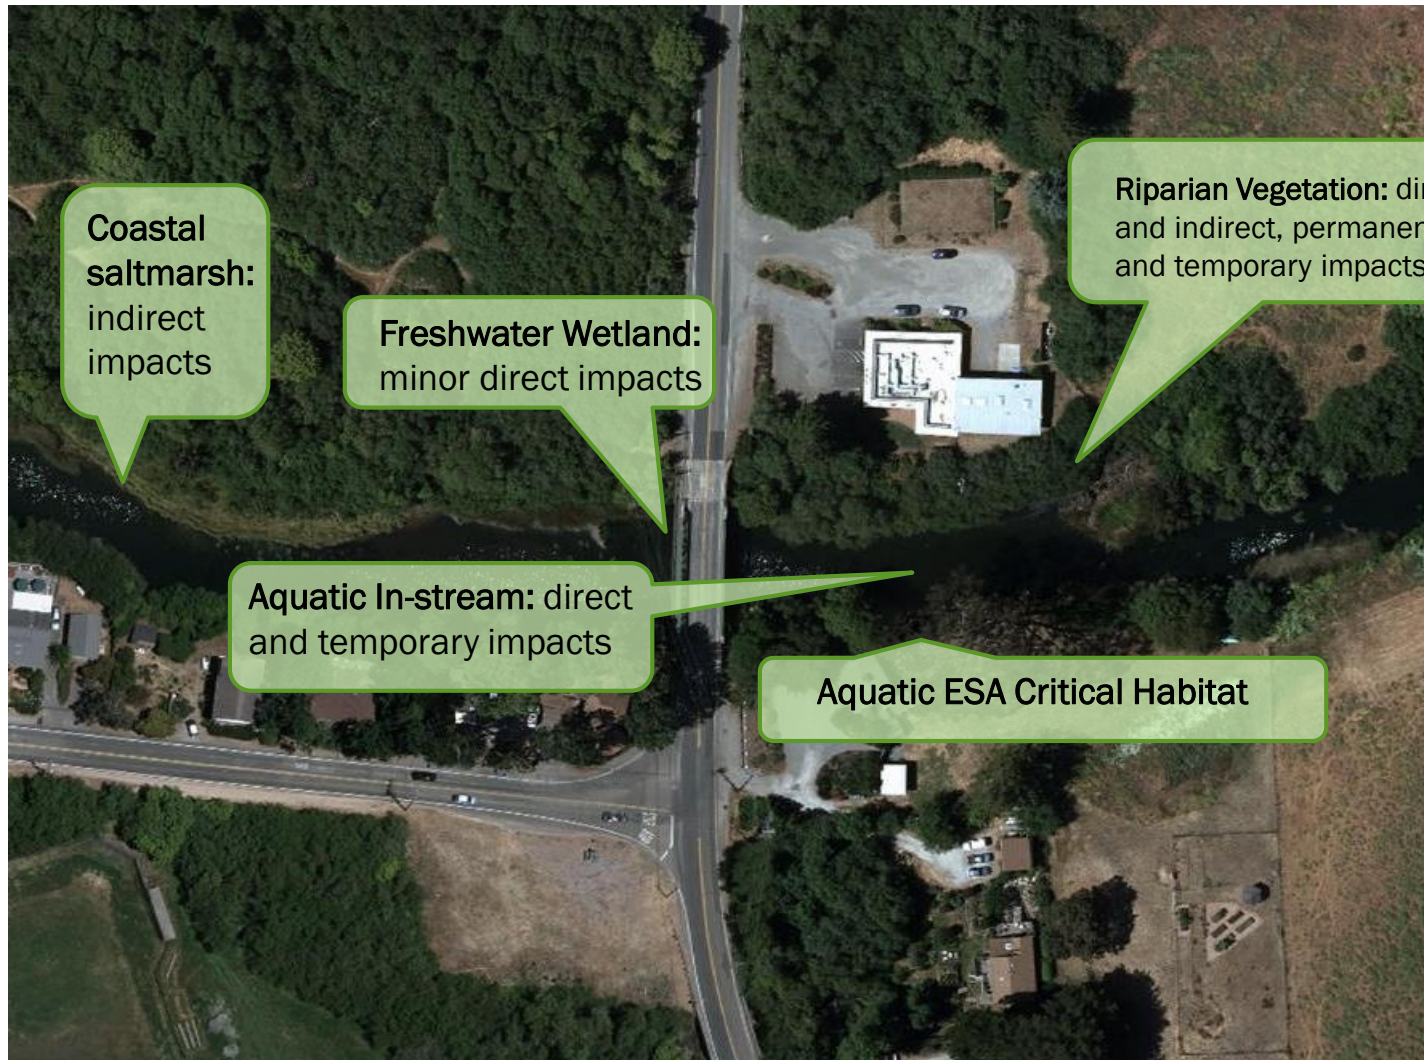 Coastal
saltmarsh:
indirect
impacts
Freshwater Wetland:
minor direct impacts
Riparian Vegetation:
and indirect,
and temporary impacts
Aquatic In-stream: direct
and temporary impacts
Aquatic ESA Critical Habitat